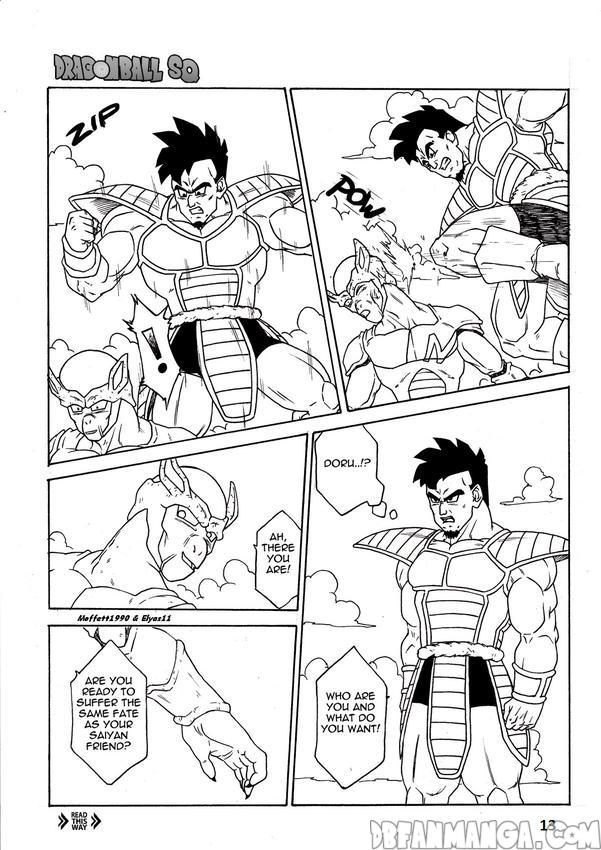 DRAGONBALL SQ
ZIP
!
POW
AH,
THERE
YOU
ARE!
Moffett1990 & Elyas11
ARE YOU
READY TO
SUFFER THE
SAME FATE
AS YOUR
SAIYAN
FRIEND?
DORU..!?
WHO ARE
YOU AND
WHAT DO
YOU WANT!
READ
THIS
WAY
13
DBFANMANGA.COM